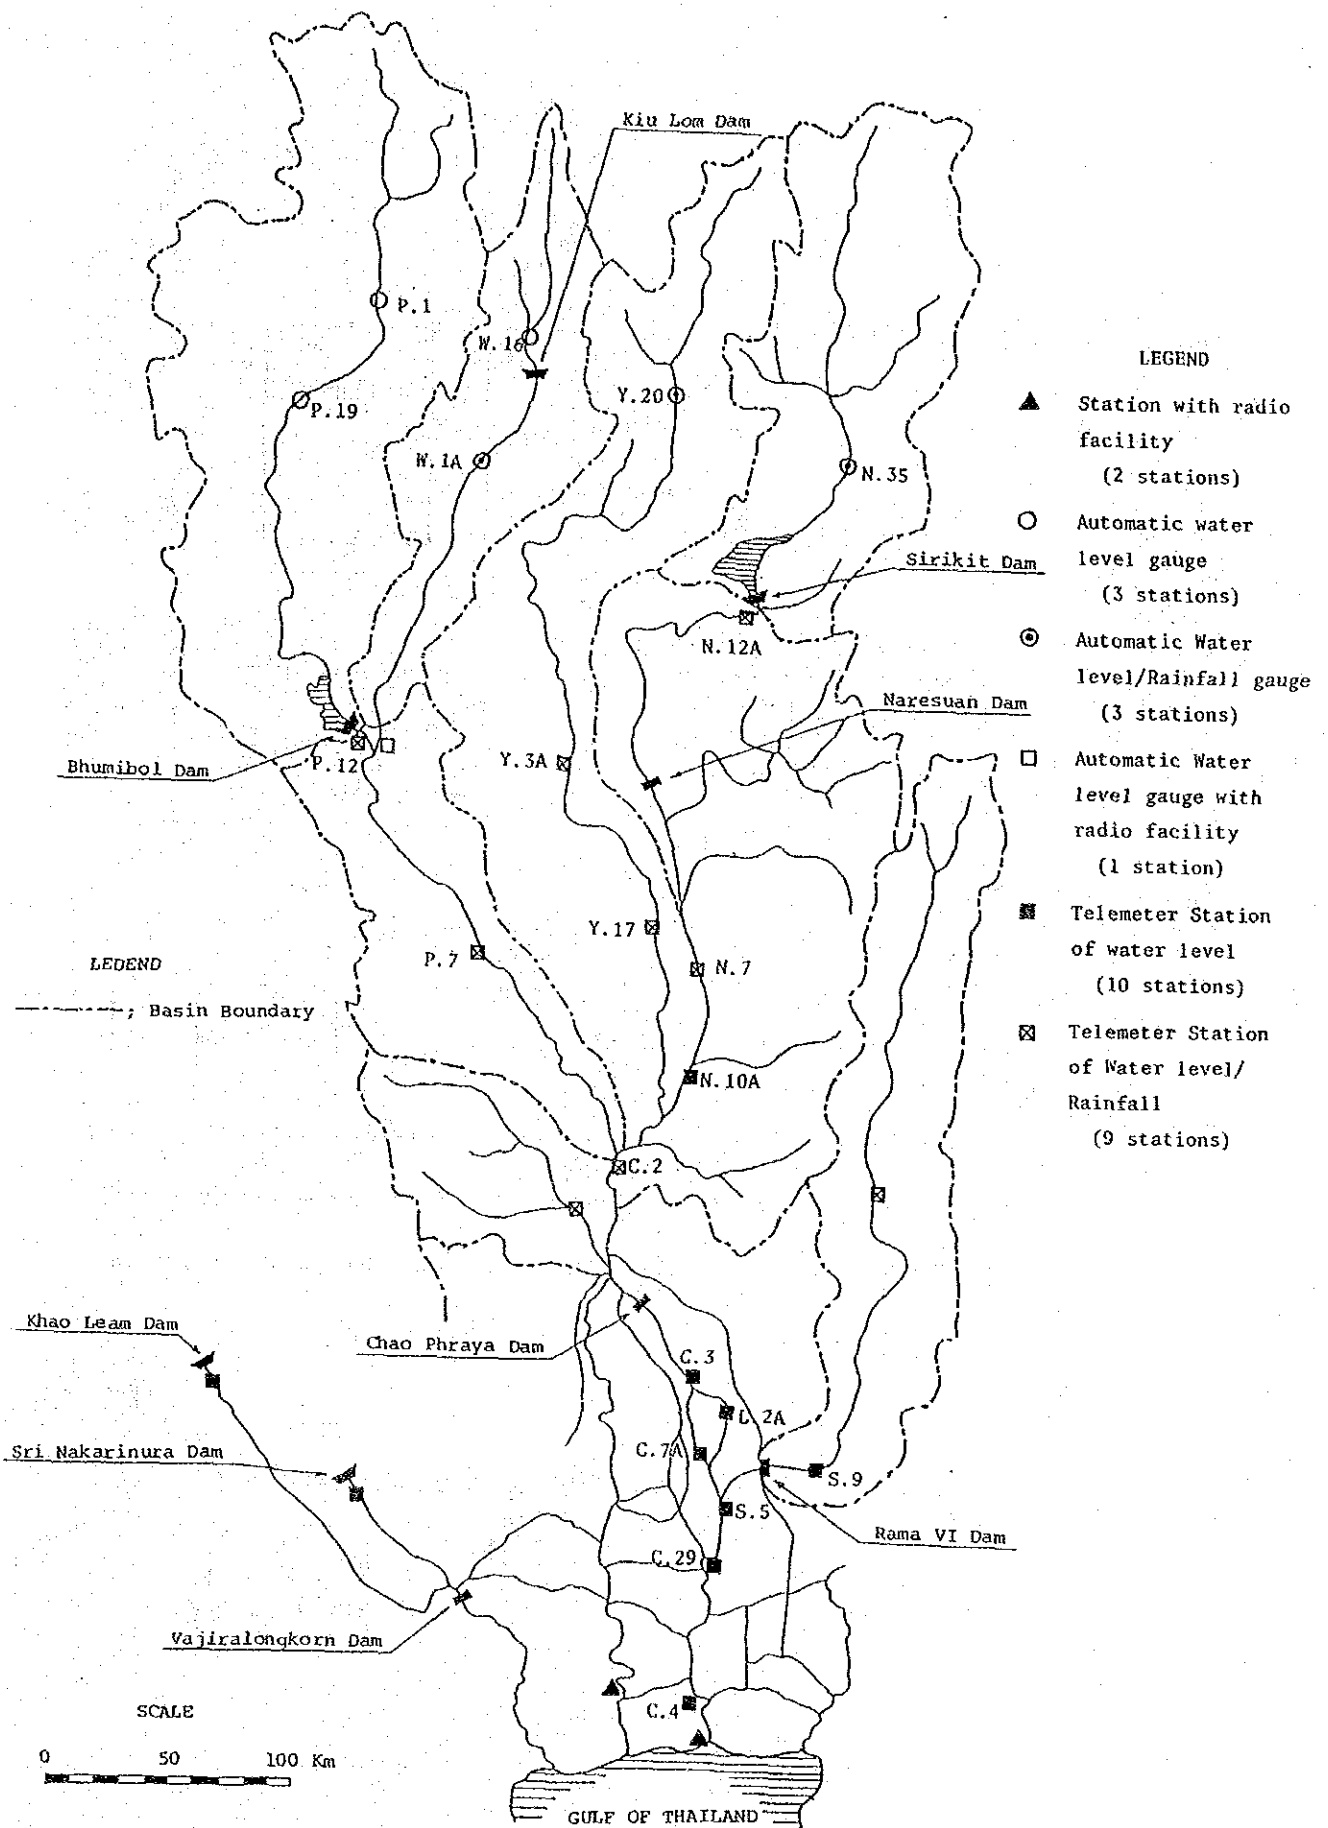 Kiu Lom Dam
P.1
W.16
P.19
Y.20
W.1A
N.35
LEGEND
Station with radio
facility
(2 stations)
Automatic water
level gauge
(3 stations)
Automatic Water
level/Rainfall gauge
(3 stations)
Automatic Water
level gauge with
radio facility
(1 station)
Telemeter Station
of water level
(10 stations)
Telemeter Station
of Water level/
Rainfall
(9 stations)
Sirikit Dam
N.12A
Naresuan Dam
Bhumibol Dam
P.12
Y.3A
Y.17
P.7
N.7
LEDEND
; Basin Boundary
N.10A
C.2
Khao Leam Dam
Chao Phraya Dam
C.3
L.2A
Sri Nakarinura Dam
C.7A
S.9
S.5
Rama VI Dam
C.29
Vajiralongkorn Dam
C.4
SCALE
0 50 100 Km
GULF OF THAILAND